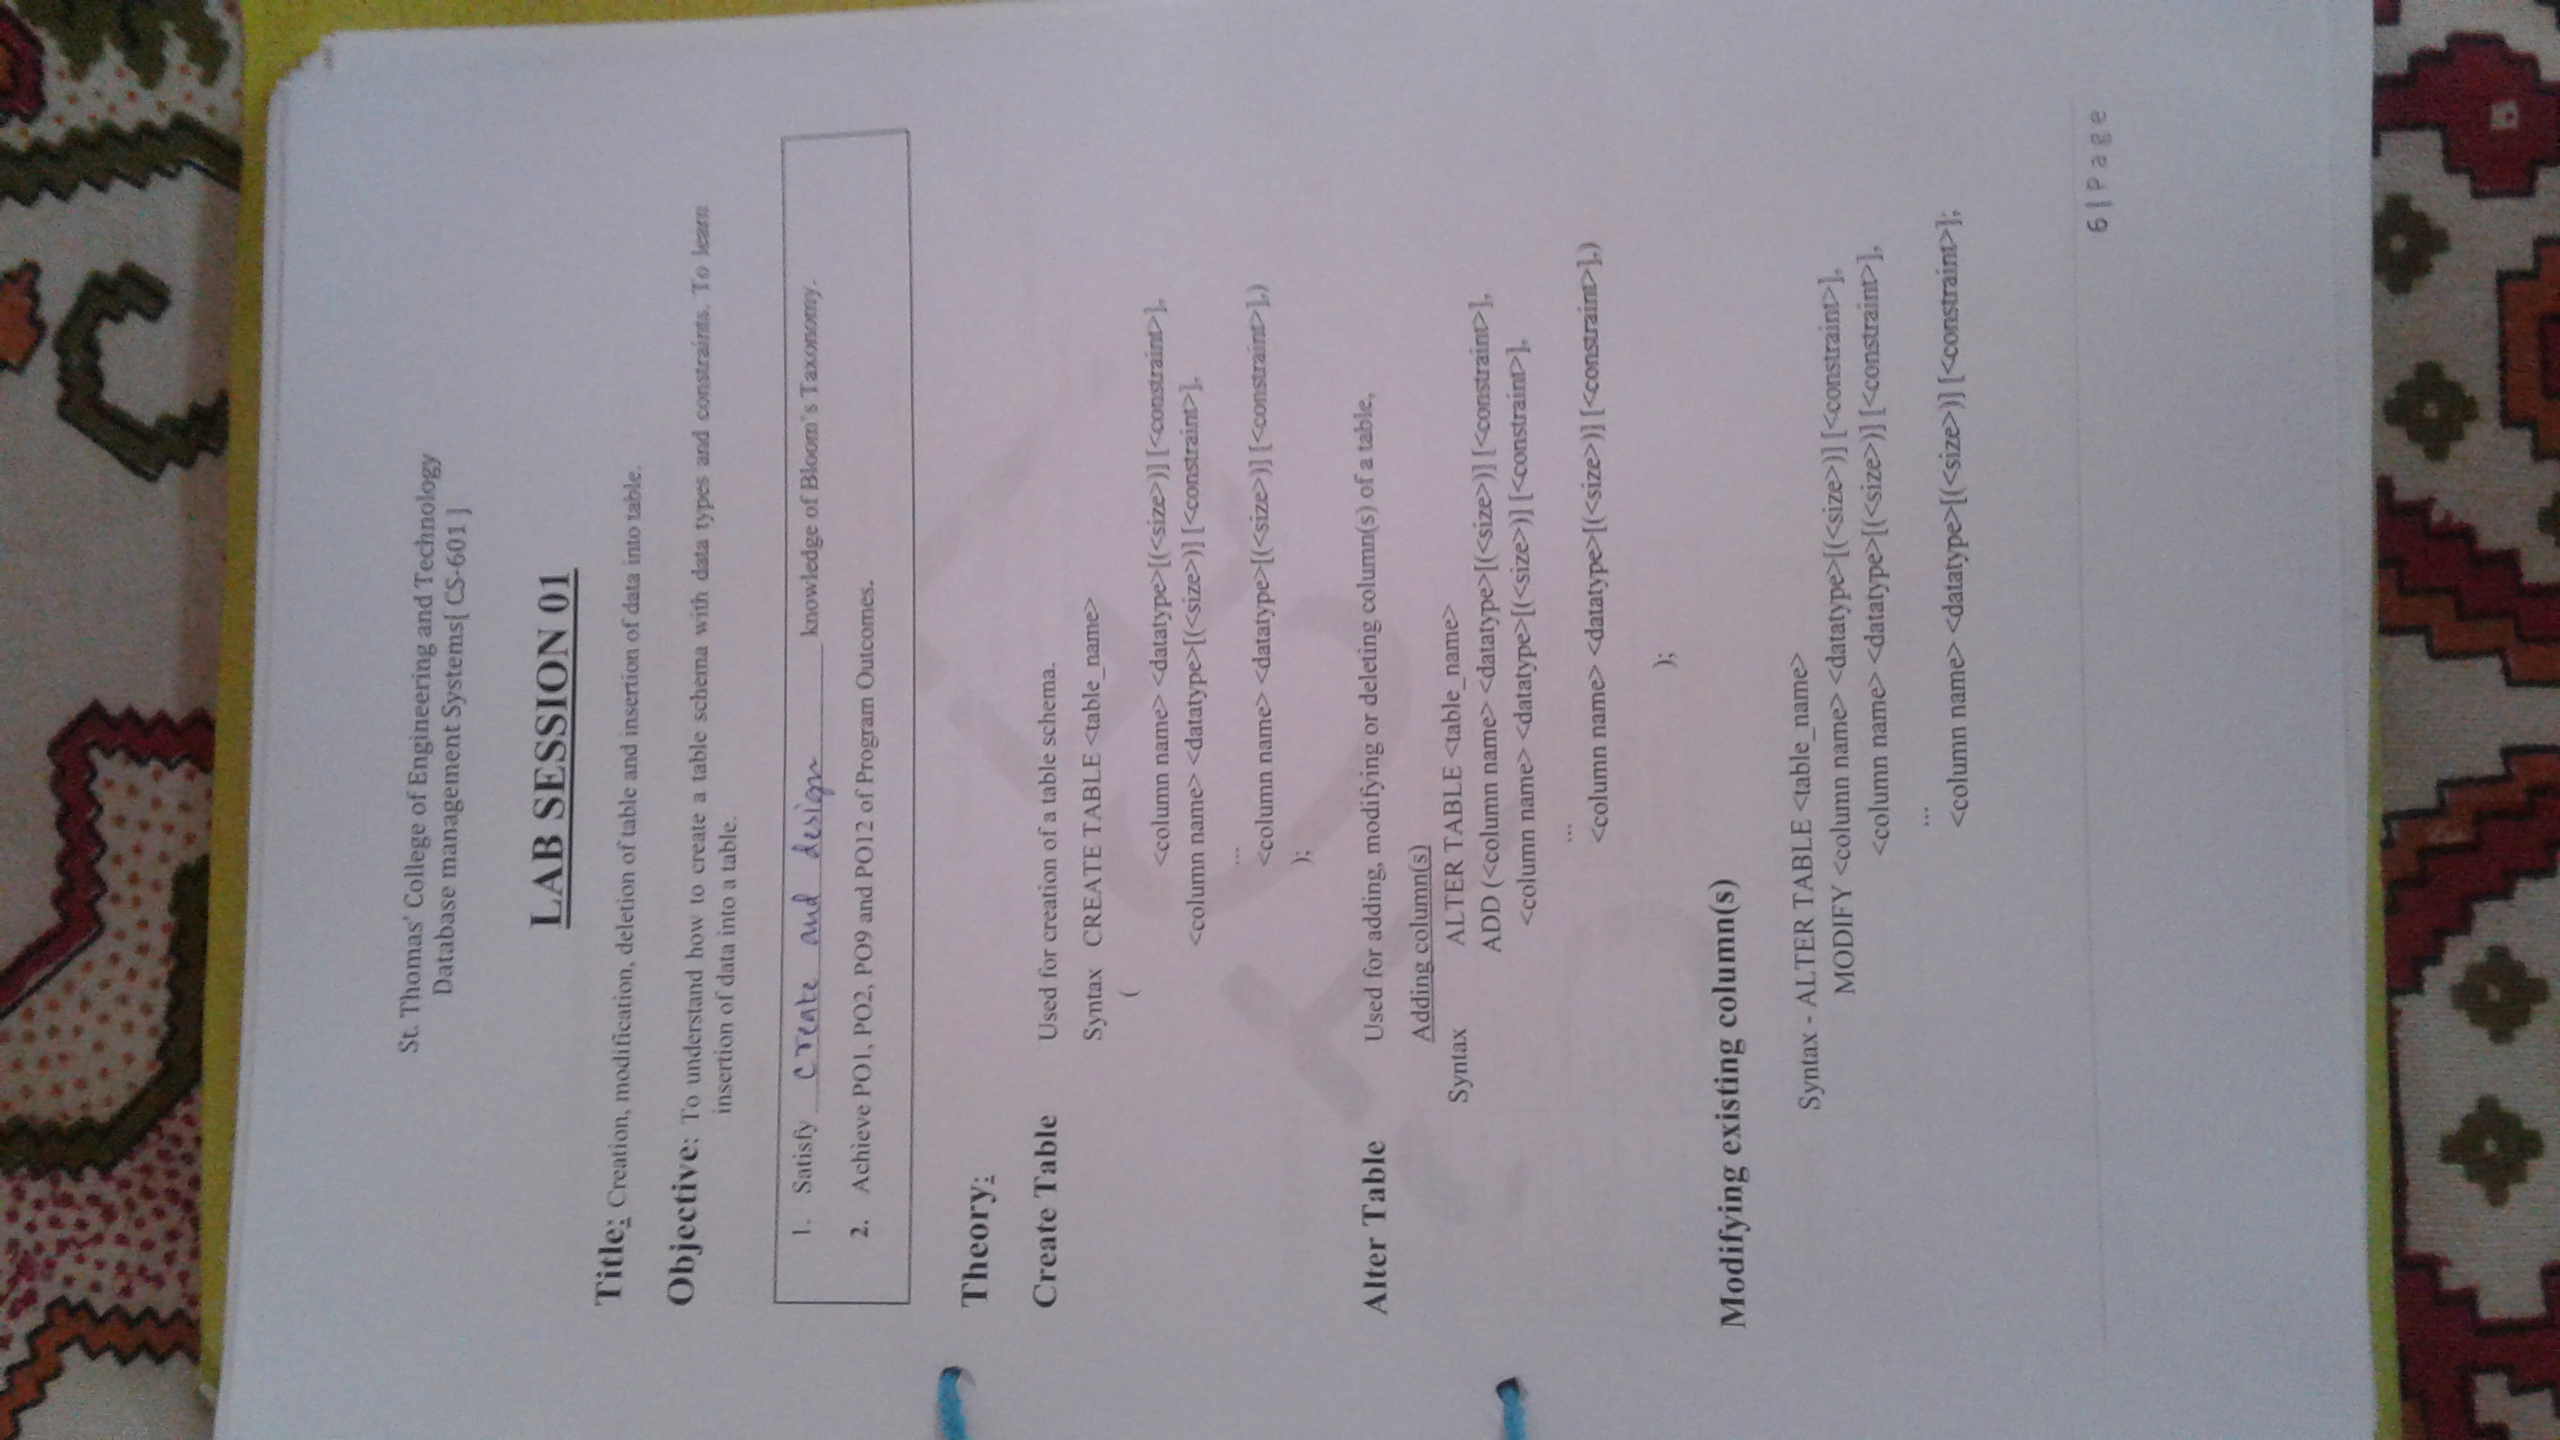 St. Thomas' College of Engineering and Technology
Database management Systems[ CS-601 ]
LAB SESSION 01
Title: Creation, modification, deletion of table and insertion of data into table.
Objective: To understand how to create a table schema with data types and constraints. To learn
insertion of data into a table.
1. Satisfy create and design knowledge of Bloom's Taxonomy.
2. Achieve PO1, PO2, PO9 and PO12 of Program Outcomes.
Theory:
Create Table Used for creation of a table schema.
Syntax CREATE TABLE <table_name>
(
<column name> <datatype>[(<size>)] [<constraint>],
<column name> <datatype>[(<size>)] [<constraint>],
...
<column name> <datatype>[(<size>)] [<constraint>],)
);
Alter Table Used for adding, modifying or deleting column(s) of a table,
Adding column(s)
Syntax ALTER TABLE <table_name>
ADD (<column name> <datatype>[(<size>)] [<constraint>],
<column name> <datatype>[(<size>)] [<constraint>],
...
<column name> <datatype>[(<size>)] [<constraint>],)
);
Modifying existing column(s)
Syntax - ALTER TABLE <table_name>
MODIFY <column name> <datatype>[(<size>)] [<constraint>],
<column name> <datatype>[(<size>)] [<constraint>],
...
<column name> <datatype>[(<size>)] [<constraint>];
6 | Page